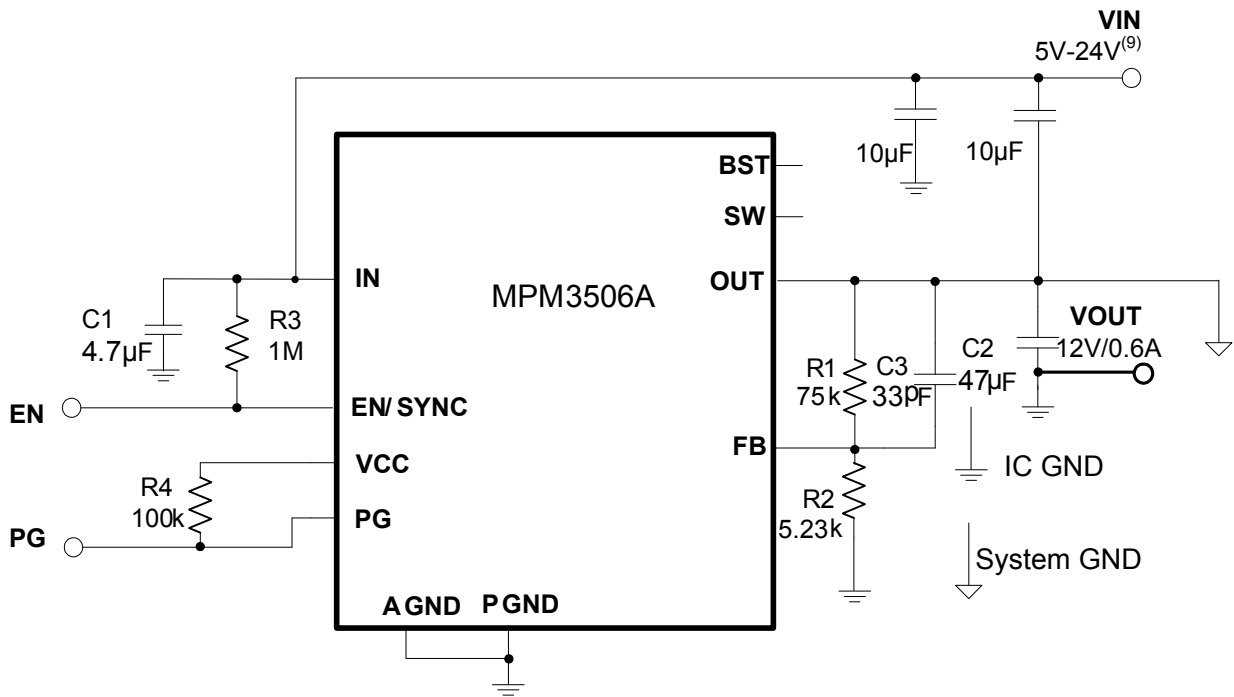 VIN
5V-24V(9)
10µF
10µF
BST
SW
IN
MPM3506A
OUT
C1
4.7µF
R3
1M
VOUT
12V/0.6A
R1
75k
C3
33pF
C2
47µF
EN
EN/ SYNC
FB
VCC
IC GND
R4
100k
R2
5.23k
PG
PG
System GND
AGND
PGND